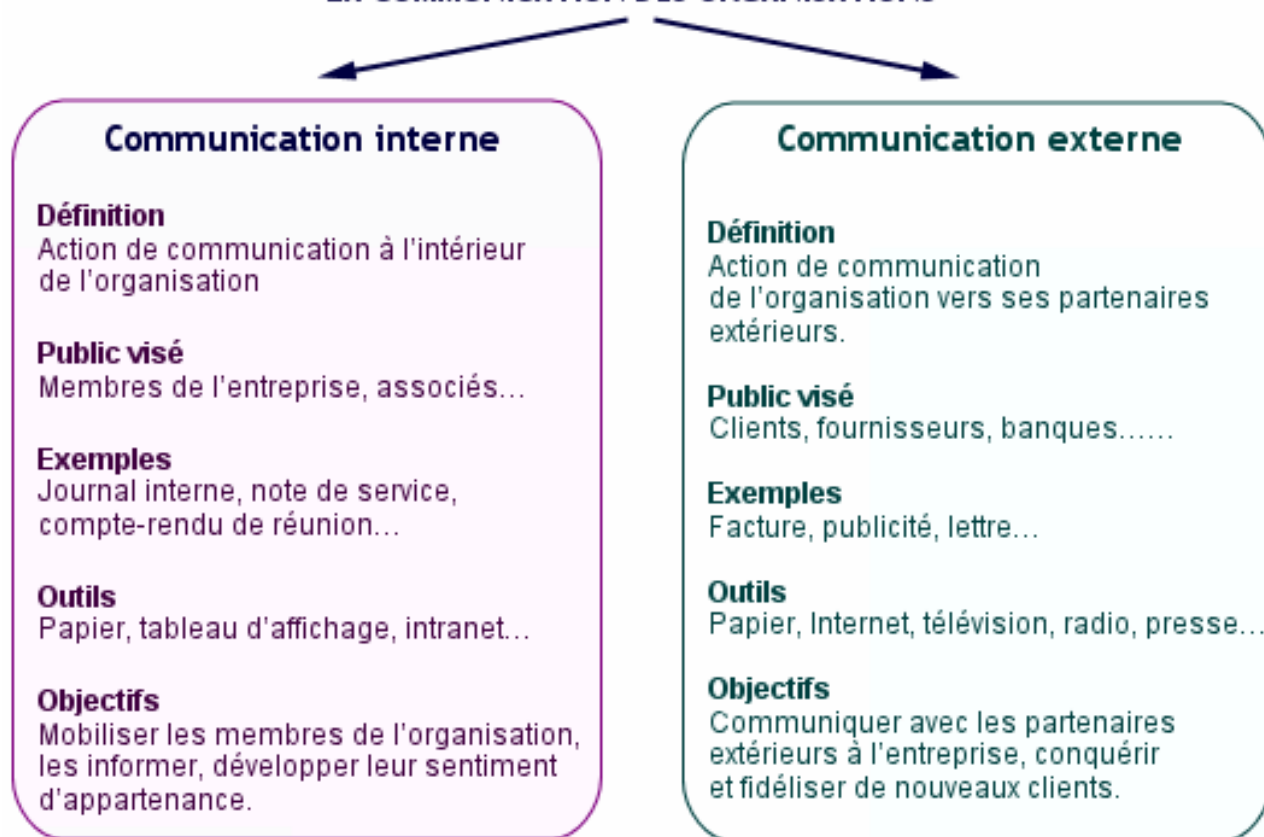 Communication interne
Définition
Action de communication à l'intérieur
de l'organisation
Public visé
Membres de l'entreprise, associés…
Exemples
Journal interne, note de service,
compte-rendu de réunion…
Outils
Papier, tableau d'affichage, intranet…
Objectifs
Mobiliser les membres de l'organisation,
les informer, développer leur sentiment
d'appartenance.
Communication externe
Définition
Action de communication
de l'organisation vers ses partenaires
extérieurs.
Public visé
Clients, fournisseurs, banques……
Exemples
Facture, publicité, lettre…
Outils
Papier, Internet, télévision, radio, presse…
Objectifs
Communiquer avec les partenaires
extérieurs à l'entreprise, conquérir
et fidéliser de nouveaux clients.